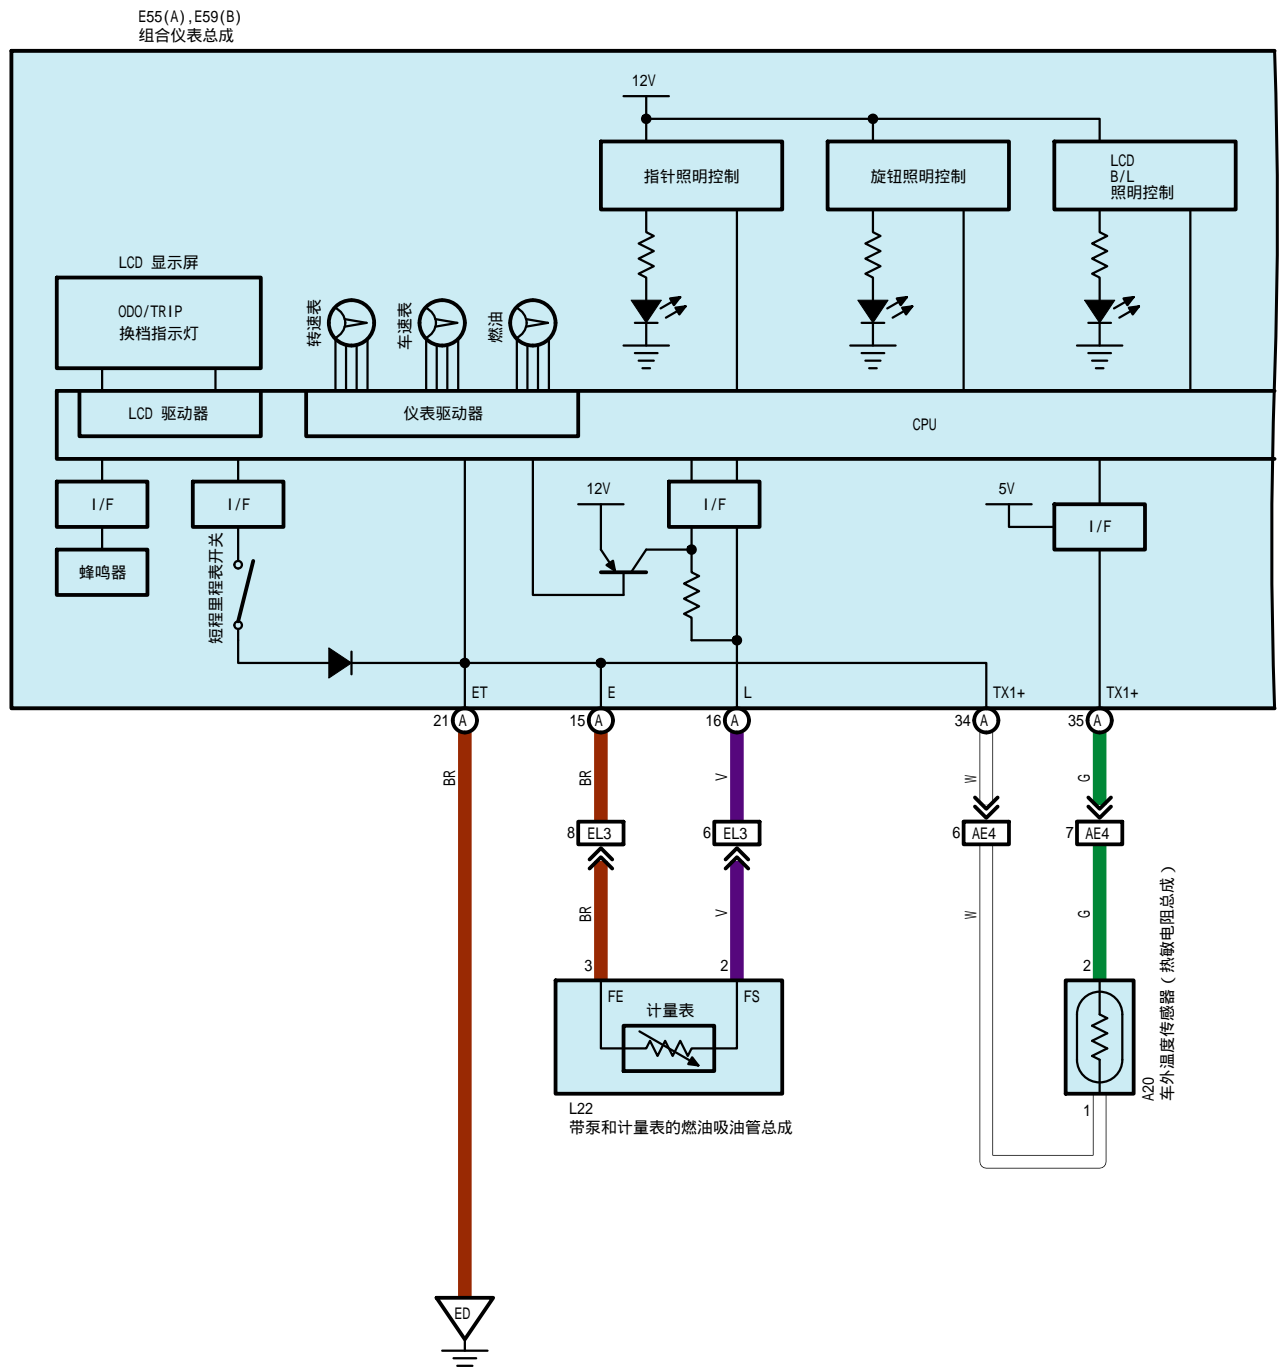 E55(A),E59(B)
组合仪表总成
12V
指针照明控制
旋钮照明控制
LCD
B/L
照明控制
LCD 显示屏
ODO/TRIP
换档指示灯
转速表
车速表
燃油
LCD 驱动器
仪表驱动器
CPU
I/F
I/F
12V
I/F
5V
I/F
蜂鸣器
短程里程表开关
ET
E
L
TX1+
TX1+
21 A
15 A
16 A
34 A
35 A
BR
BR
V
W
G
8 EL3
6 EL3
6 AE4
7 AE4
BR
V
W
G
3
2
2
FE
FS
计量表
L22
带泵和计量表的燃油吸油管总成
1
A20
车外温度传感器（热敏电阻总成）
ED